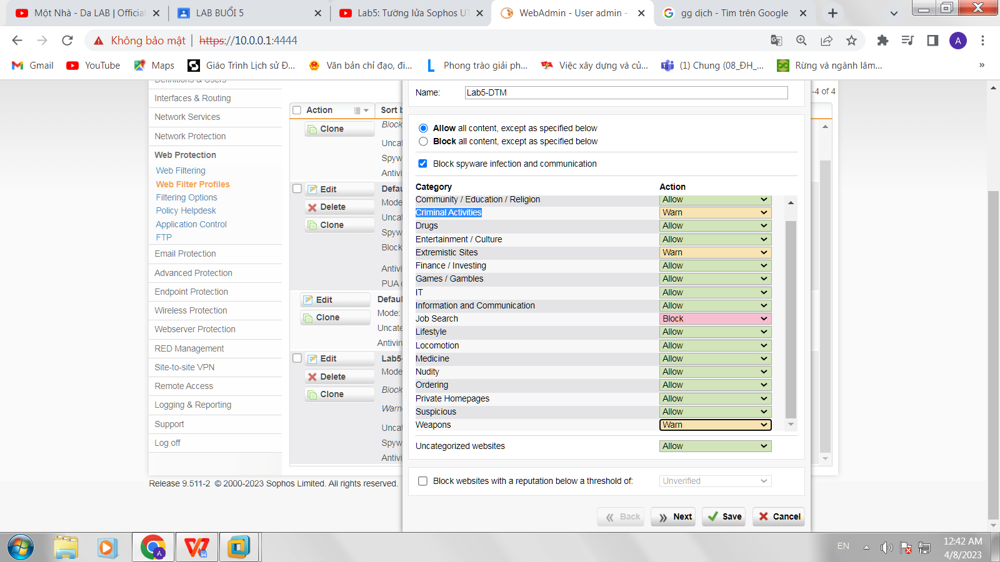 Một Nhà - Da LAB | Official
LAB BUỔI 5
Lab5: Tường lửa Sophos UT
WebAdmin - User admin -
gg dịch - Tìm trên Google
Không bảo mật | https://10.0.0.1:4444
A
Gmail
YouTube
Maps
Giáo Trình Lịch sử Đ...
Văn bản chỉ đạo, đi...
Phong trào giải ph...
Việc xây dựng và củ...
(1) Chung (08_ĐH_...
Rừng và ngành lâm...
»
Definitions & Users
Interfaces & Routing
Network Services
Network Protection
Web Protection
Web Filtering
Web Filter Profiles
Filtering Options
Policy Helpdesk
Application Control
FTP
Email Protection
Advanced Protection
Endpoint Protection
Wireless Protection
Webserver Protection
RED Management
Site-to-site VPN
Remote Access
Logging & Reporting
Support
Log off
-4 of 4
Action
Sort b
Clone
Block
Uncat
Spyw
Antivi
Edit
Delete
Clone
Defau
Mode
Uncat
Spyw
Block
Antivi
PUA
Edit
Clone
Defaul
Mode:
Uncate
Antiviru
Edit
Delete
Clone
Lab5-
Mode
Block
Warn
Uncat
Spyw
Antivi
Name: Lab5-DTM
Allow all content, except as specified below
Block all content, except as specified below
Block spyware infection and communication
Category Action
Community / Education / Religion Allow
Criminal Activities Warn
Drugs Allow
Entertainment / Culture Allow
Extremistic Sites Warn
Finance / Investing Allow
Games / Gambles Allow
IT Allow
Information and Communication Allow
Job Search Block
Lifestyle Allow
Locomotion Allow
Medicine Allow
Nudity Allow
Ordering Allow
Private Homepages Allow
Suspicious Allow
Weapons Warn
Uncategorized websites Allow
Block websites with a reputation below a threshold of: Unverified
Back
Next
Save
Cancel
Release 9.511-2 © 2000-2023 Sophos Limited. All rights reserved.
EN
12:42 AM
4/8/2023